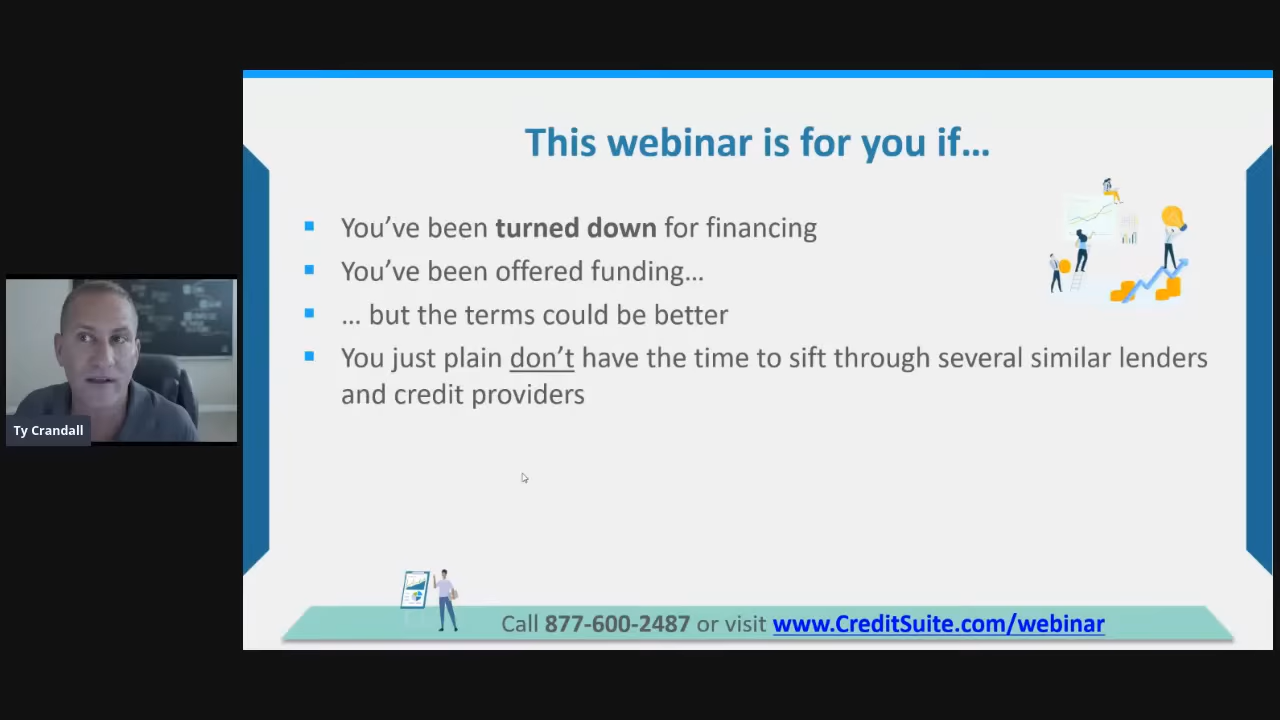 This webinar is for you if...
You’ve been turned down for financing
You’ve been offered funding...
... but the terms could be better
You just plain don’t have the time to sift through several similar lenders
and credit providers
Ty Crandall
Call 877-600-2487 or visit www.CreditSuite.com/webinar